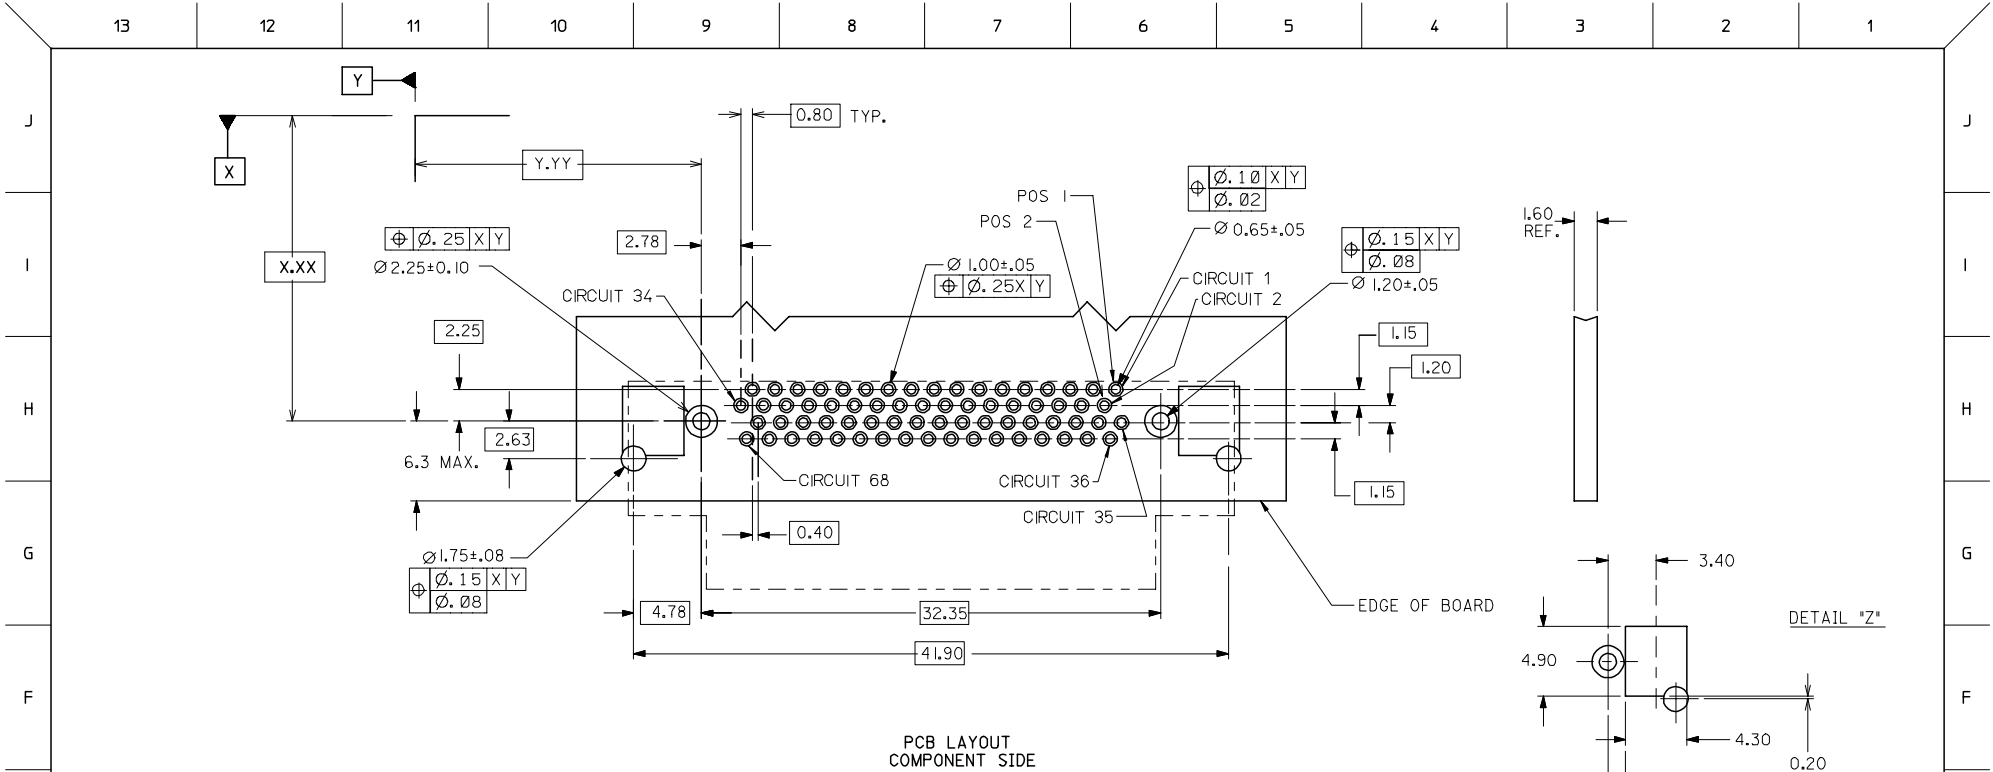 13 12 11 10 9 8 7 6 5 4 3 2 1
J J
Y
0.80 TYP.
X
Y.YY
Ø.10 X Y
Ø.02
POS 1
POS 2
Ø 0.65±.05
1.60
REF.
I I
Ø.25 X Y
Ø2.25±0.10
2.78
X.XX
Ø.15 X Y
Ø.08
Ø 1.20±.05
Ø 1.00±.05
Ø.25X Y
CIRCUIT 34
CIRCUIT 1
CIRCUIT 2
2.25
1.15
1.20
H H
2.63
6.3 MAX.
CIRCUIT 68
CIRCUIT 36
1.15
CIRCUIT 35
0.40
G G
Ø1.75±.08
Ø.15 X Y
Ø.08
3.40
4.78
32.35
EDGE OF BOARD
DETAIL "Z"
41.90
4.90
F F
PCB LAYOUT
COMPONENT SIDE
4.30
0.20